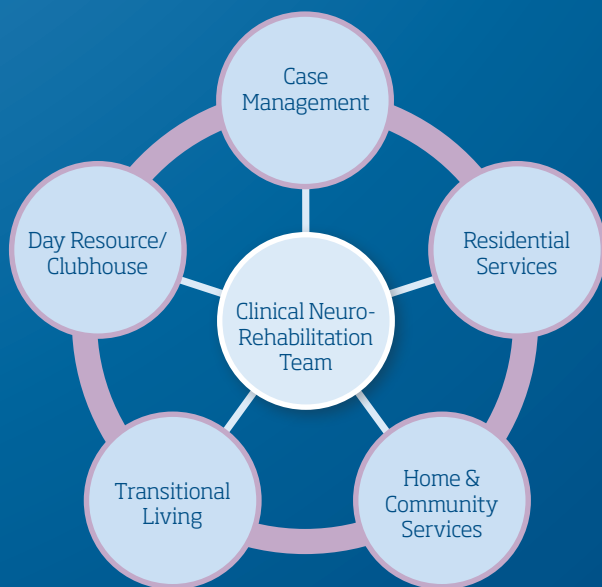 Case
Management
Day Resource/
Clubhouse
Residential
Services
Clinical Neuro-
Rehabilitation
Team
Transitional
Living
Home &
Community
Services